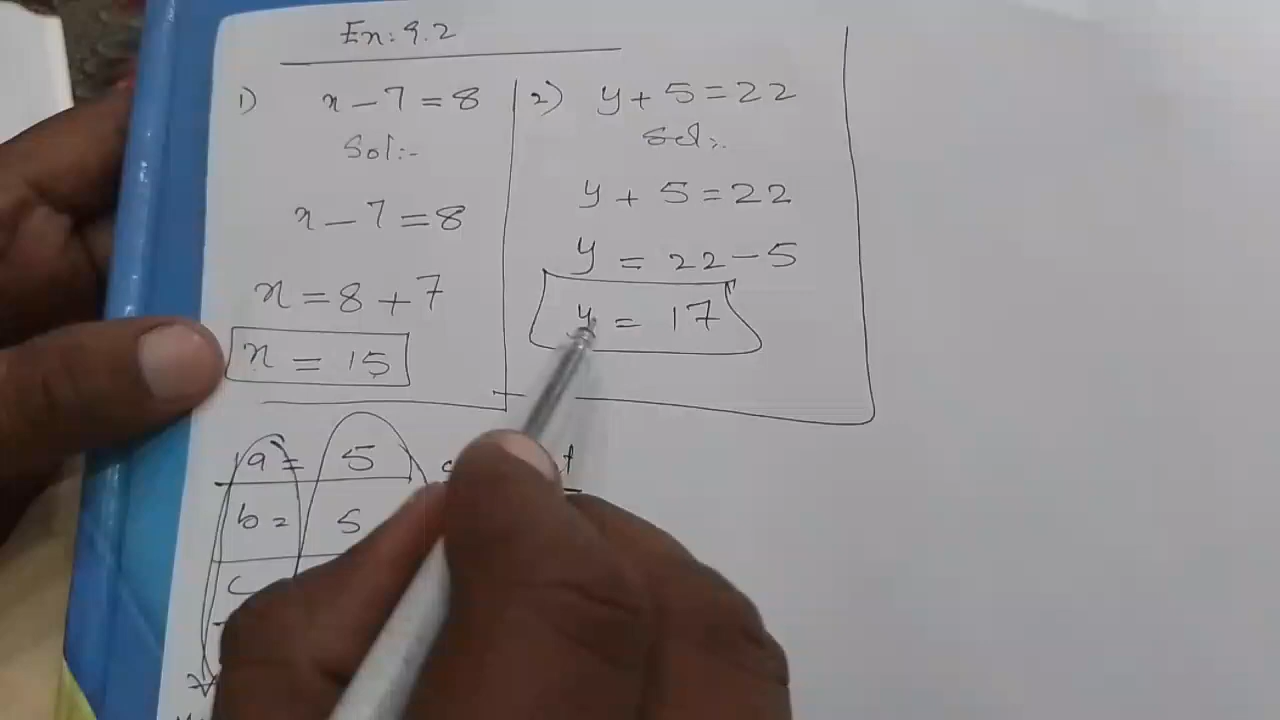 Ex: 9.2
1) x - 7 = 8
Sol:-
x - 7 = 8
x = 8 + 7
x = 15
2) y + 5 = 22
Sol:.
y + 5 = 22
y = 22 - 5
y = 17
a = 5
b = 5
c